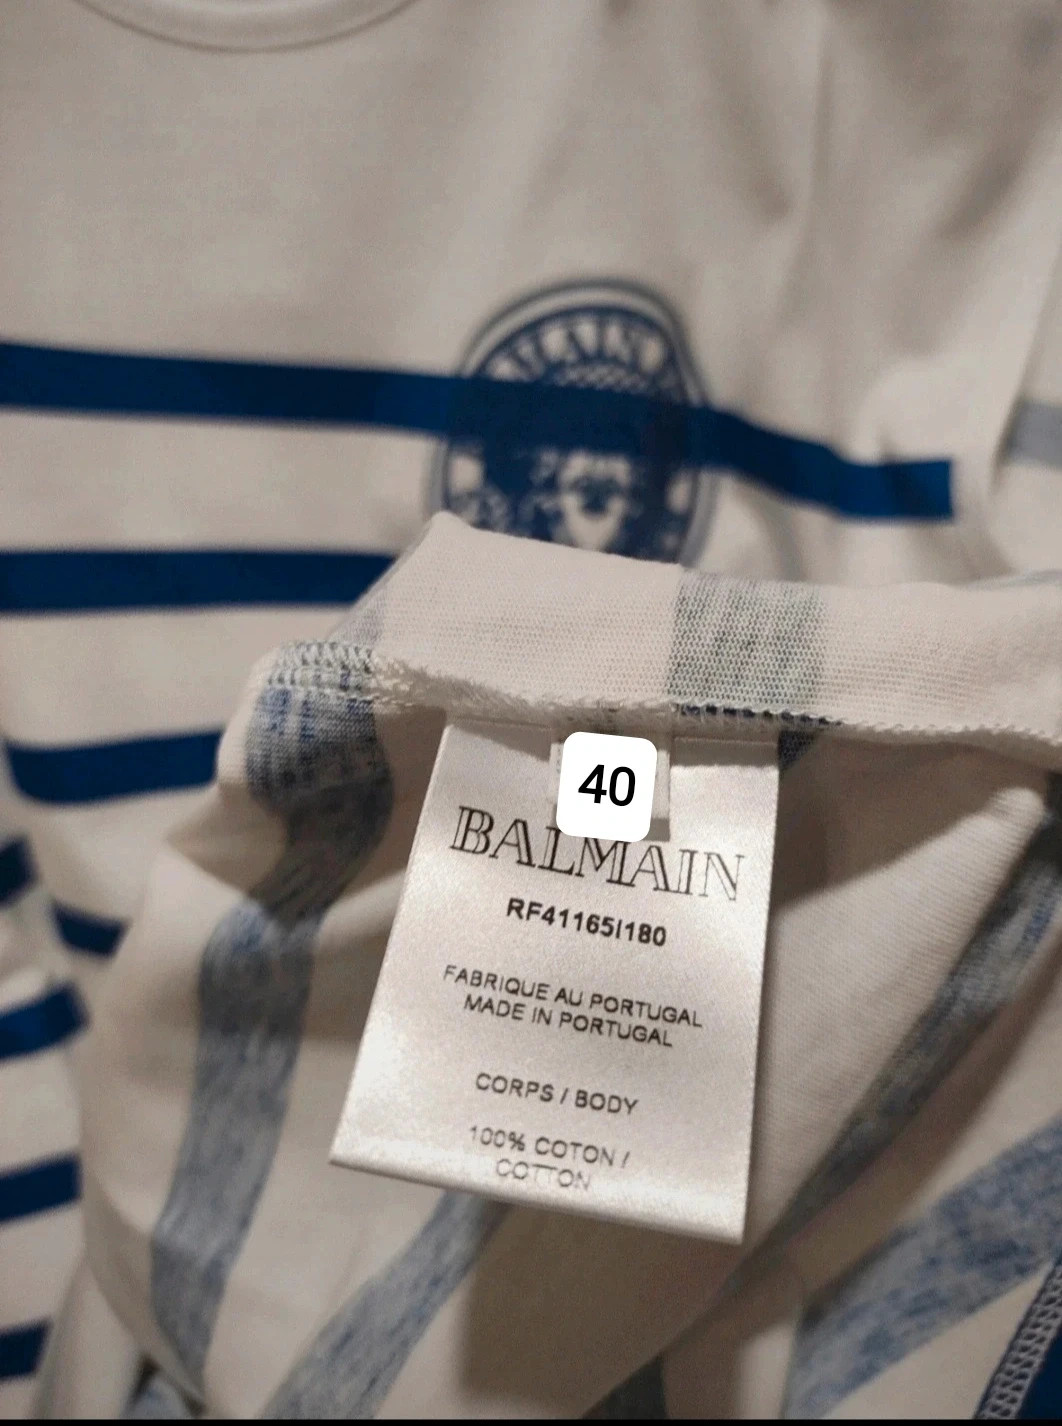 40
BALMAIN
RF41165I180
FABRIQUE AU PORTUGAL
MADE IN PORTUGAL
CORPS / BODY
100% COTON /
COTTON